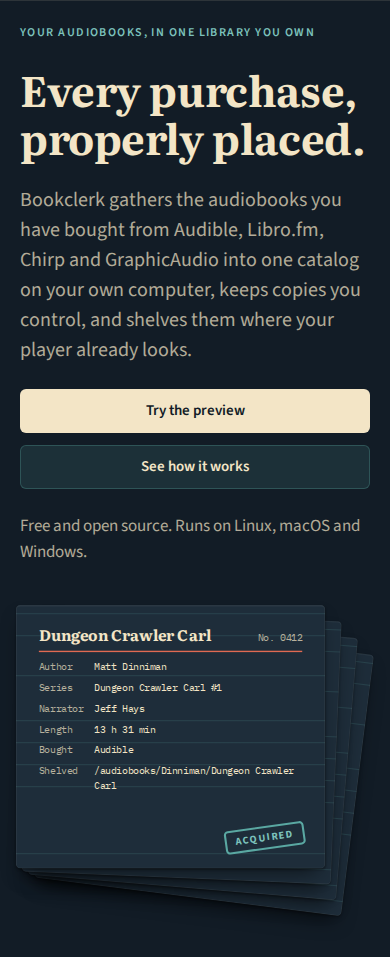 YOUR AUDIOBOOKS, IN ONE LIBRARY YOU OWN
Every purchase,
properly placed.
Bookclerk gathers the audiobooks you
have bought from Audible, Libro.fm,
Chirp and GraphicAudio into one catalog
on your own computer, keeps copies you
control, and shelves them where your
player already looks.
Try the preview
See how it works
Free and open source. Runs on Linux, macOS and
Windows.
Dungeon Crawler Carl No. 0412
Author Matt Dinniman
Series Dungeon Crawler Carl #1
Narrator Jeff Hays
Length 13 h 31 min
Bought Audible
Shelved /audiobooks/Dinniman/Dungeon Crawler
Carl
ACQUIRED